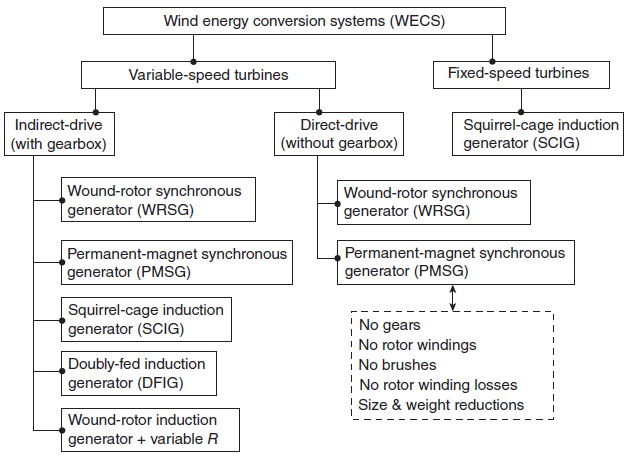 Wind energy conversion systems (WECS)
Variable-speed turbines
Fixed-speed turbines
Indirect-drive
(with gearbox)
Direct-drive
(without gearbox)
Squirrel-cage induction
generator (SCIG)
Wound-rotor synchronous
generator (WRSG)
Permanent-magnet synchronous
generator (PMSG)
Squirrel-cage induction
generator (SCIG)
Doubly-fed induction
generator (DFIG)
Wound-rotor induction
generator + variable R
Wound-rotor synchronous
generator (WRSG)
Permanent-magnet synchronous
generator (PMSG)
No gears
No rotor windings
No brushes
No rotor winding losses
Size & weight reductions